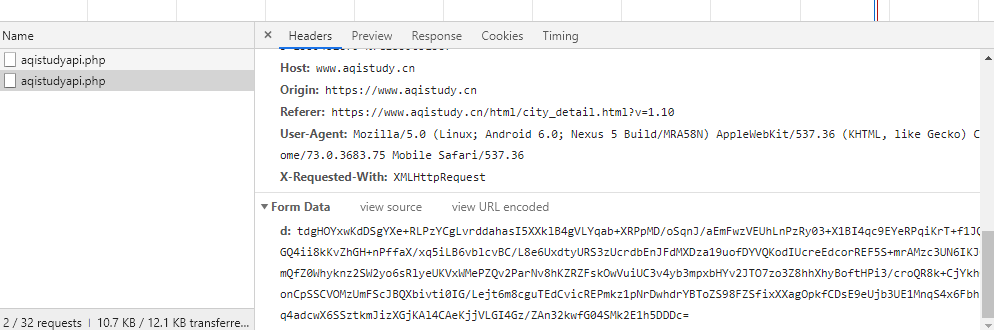 Name
× Headers Preview Response Cookies Timing
aqistudyapi.php
aqistudyapi.php
Host: www.aqistudy.cn
Origin: https://www.aqistudy.cn
Referer: https://www.aqistudy.cn/html/city_detail.html?v=1.10
User-Agent: Mozilla/5.0 (Linux; Android 6.0; Nexus 5 Build/MRA58N) AppleWebKit/537.36 (KHTML, like Gecko)
ome/73.0.3683.75 Mobile Safari/537.36
X-Requested-With: XMLHttpRequest
Form Data view source view URL encoded
d: tdgHOYxwKdDSgYXe+RLPzYCgLvrddahasI5XXklB4gVLYqab+XRPpMD/oSqnJ/aEmFwzVEUhLnPzRy03+X1BI4qc9EYeRPqiKrT+f1JQ
GQ4ii8kKvZhGH+nPffaX/xq5iLB6vblcvBC/L8e6UxdtyURS3zUcrdbEnJFdMXDza19uofDYVQKodIUcreEdcorREF5S+mrAMzc3UN6IKJ
mQfZ0Whyknz2SW2yo6sRlyeUKVxWMePZQv2ParNv8hKZRZFskOwVuiUC3v4yb3mpxbHYv2JTO7zo3Z8hhXhyBoftHPi3/croQR8k+CjYkh
onCpSSCVOMzUmFScJBQXbivti0IG/Lejt6m8cguTEdCvicREPmkz1pNrDwhdrYBToZS98FZSfixXXagOpkfCDsE9eUjb3UE1MnqS4x6Fbh
q4adcwX6SSztkmJizXGjKAl4CAeKjjVLGI4Gz/ZAn32kwfG04SMk2E1h5DDDc=
2 / 32 requests | 10.7 KB / 12.1 KB transferre...